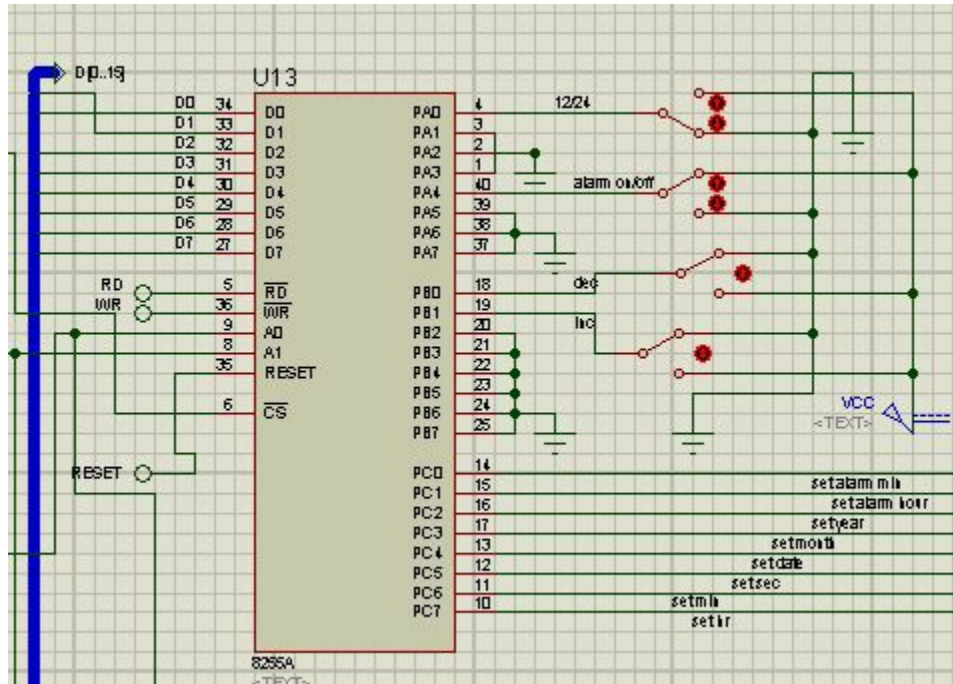 D[0..15]
U13
D0 34 D0
D1 33 D1
D2 32 D2
D3 31 D3
D4 30 D4
D5 29 D5
D6 28 D6
D7 27 D7
RD 5 RD
WR 36 WR
9 A0
8 A1
35 RESET
6 CS
RESET
PA0 4 12/24
PA1 3
PA2 2
PA3 1
PA4 40 alarm on/off
PA5 39
PA6 38
PA7 37
PB0 18 dec
PB1 19 Inc
PB2 20
PB3 21
PB4 22
PB5 23
PB6 24
PB7 25
VCC
<TEXT>
PC0 14
PC1 15 setalarm min
PC2 16 setalarm hour
PC3 17 setyear
PC4 13 setmonth
PC5 12 setdate
PC6 11 setsec
PC7 10 setmin
sethr
8255A
<TEXT>